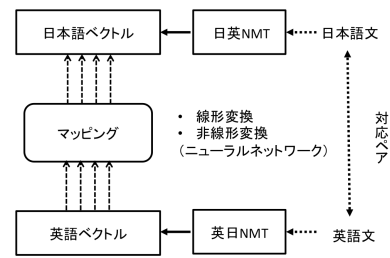 日本語ベクトル
日英NMT
日本語文
マッピング
• 線形変換
• 非線形変換
(ニューラルネットワーク)
対応ペア
英語ベクトル
英日NMT
英語文